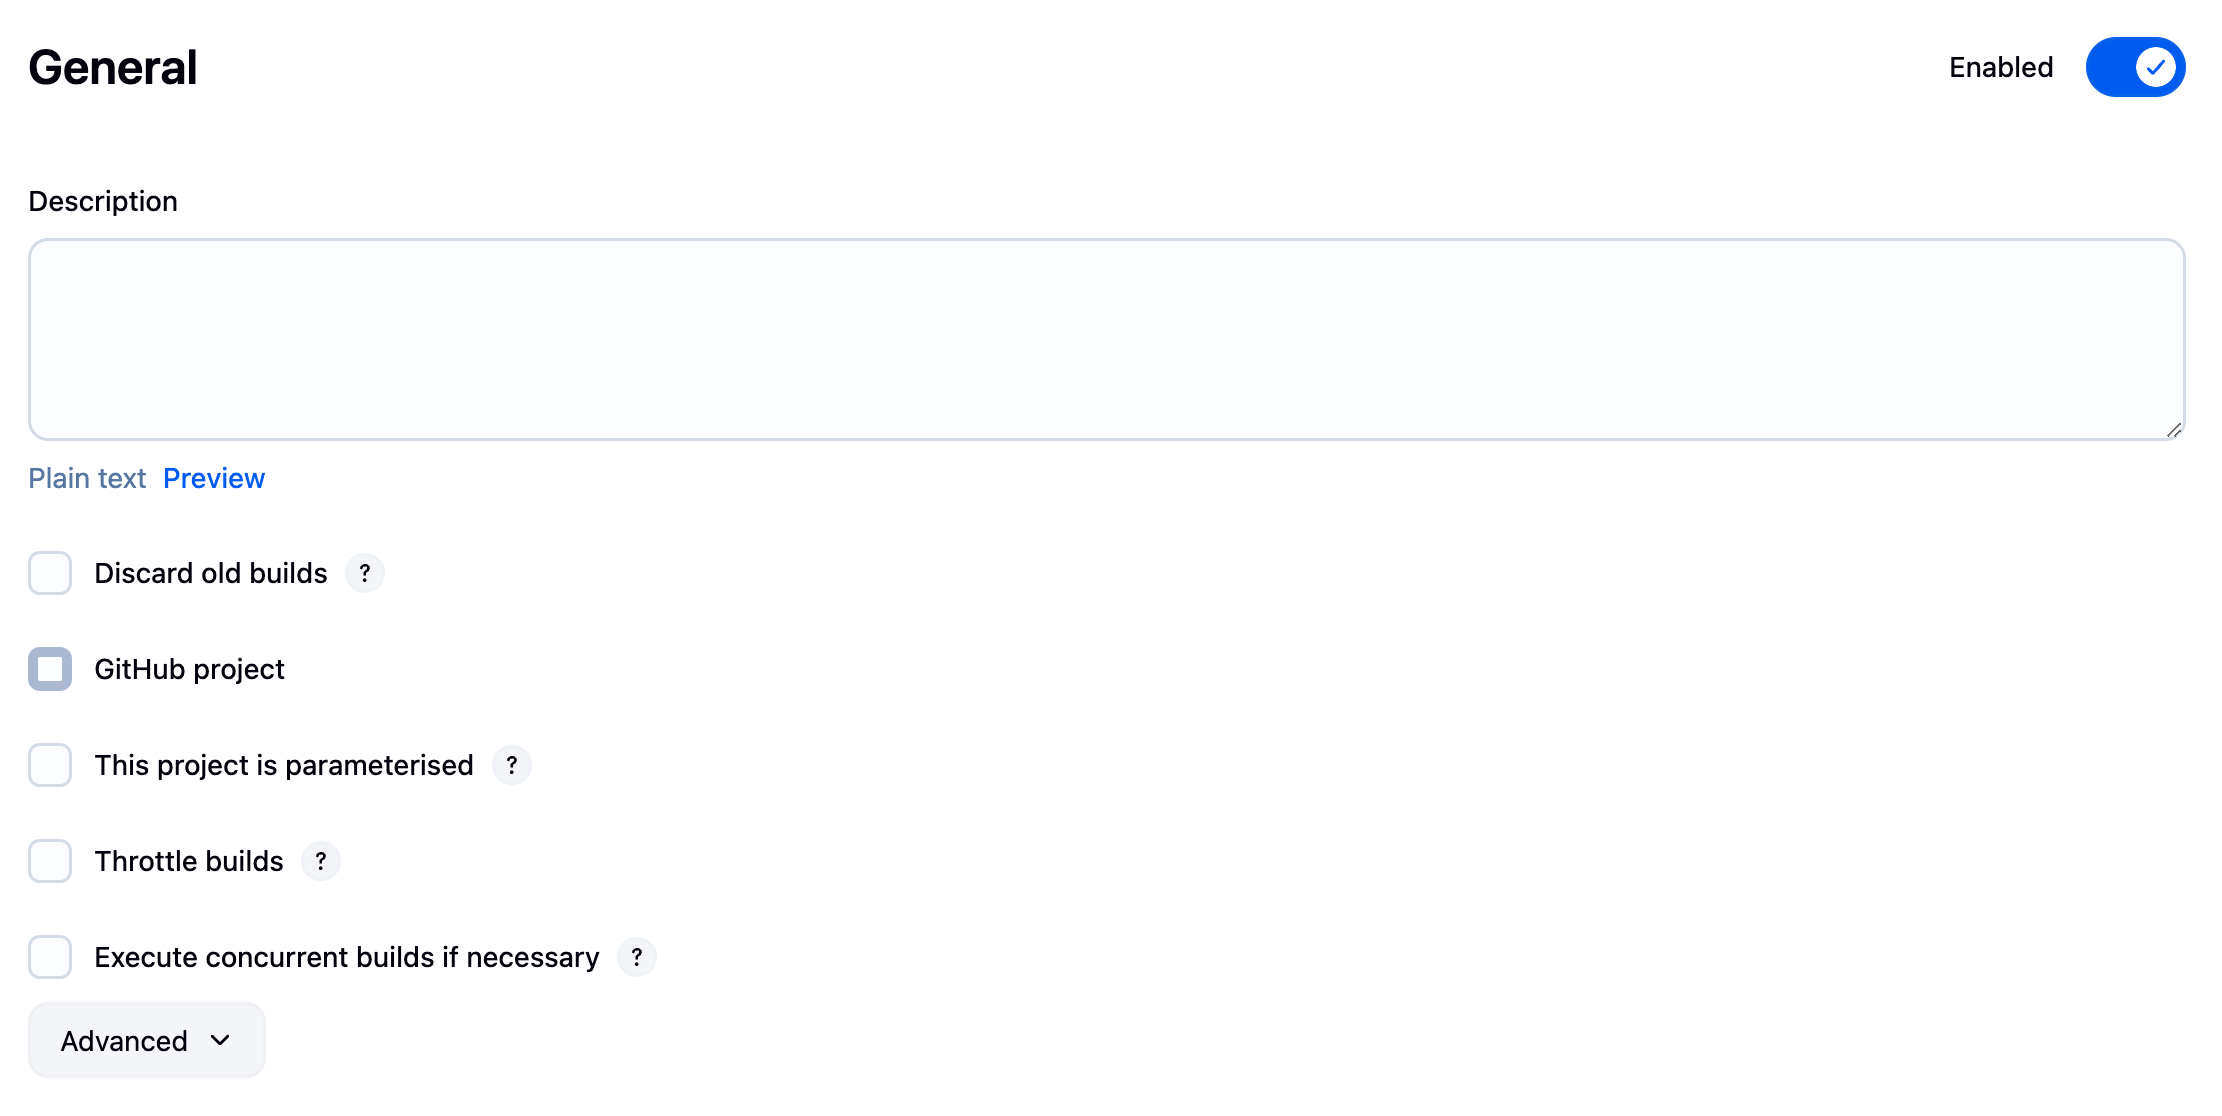 General
Enabled
Description
Plain text Preview
Discard old builds ?
GitHub project
This project is parameterised ?
Throttle builds ?
Execute concurrent builds if necessary ?
Advanced